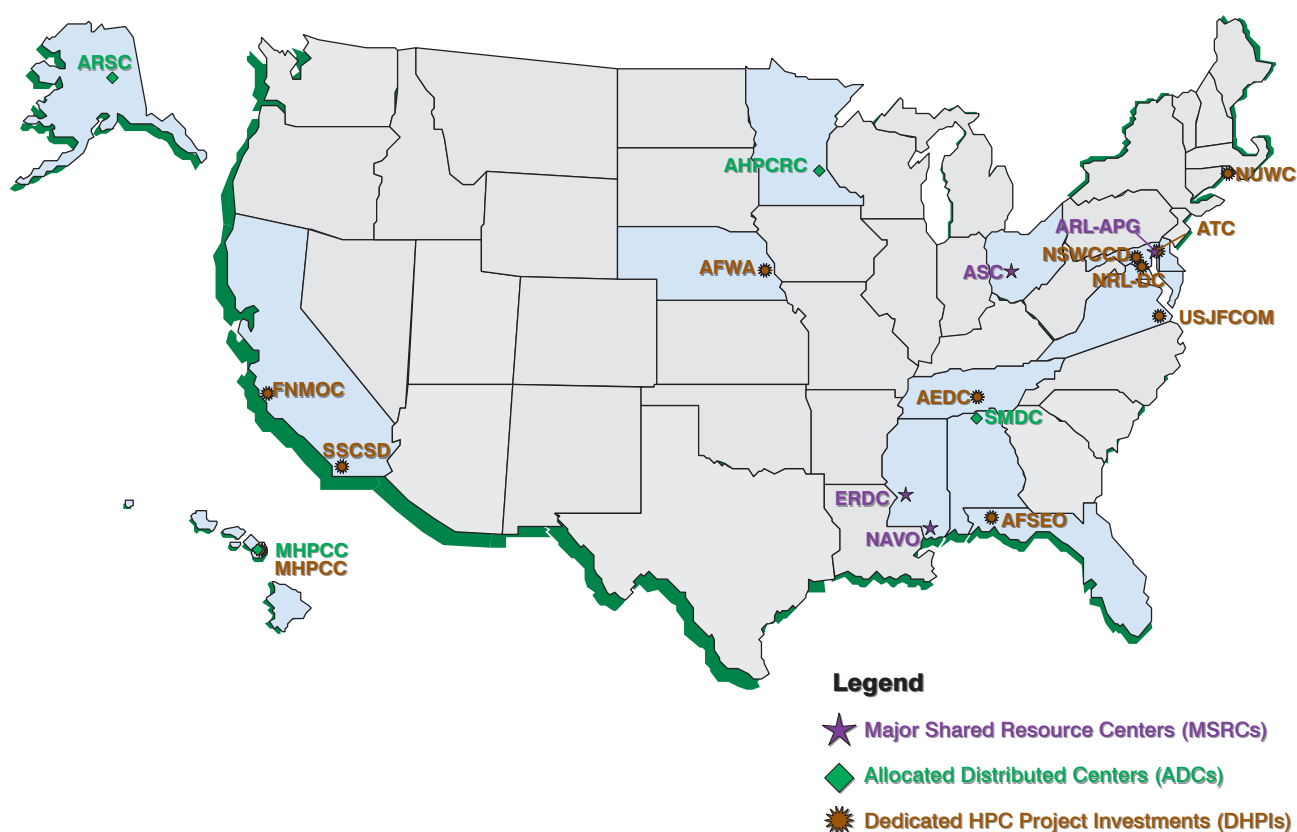 ARSC
AHPCRC
NUWC
ARL-APG
ATC
NSWCCD
AFWA
ASC
NRL-DC
USJFCOM
FNMOC
AEDC
SMDC
SSCSD
ERDC
AFSEO
NAVO
MHPCC
MHPCC
Legend
Major Shared Resource Centers (MSRCs)
Allocated Distributed Centers (ADCs)
Dedicated HPC Project Investments (DHPIs)